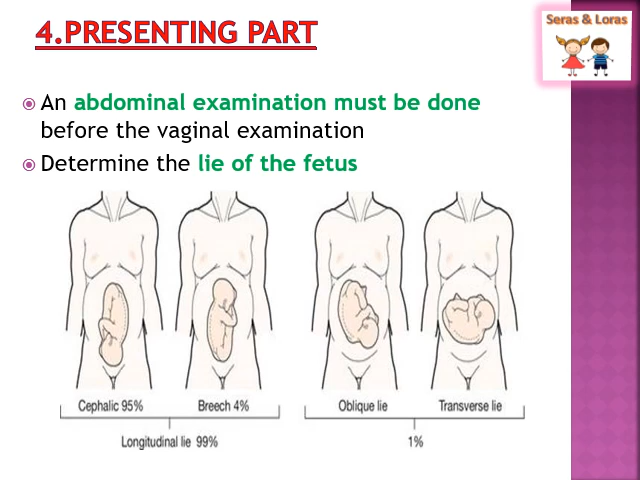 4.PRESENTING PART
Seras & Loras
An abdominal examination must be done
before the vaginal examination
Determine the lie of the fetus
Cephalic 95% Breech 4% Oblique lie Transverse lie
Longitudinal lie 99% 1%